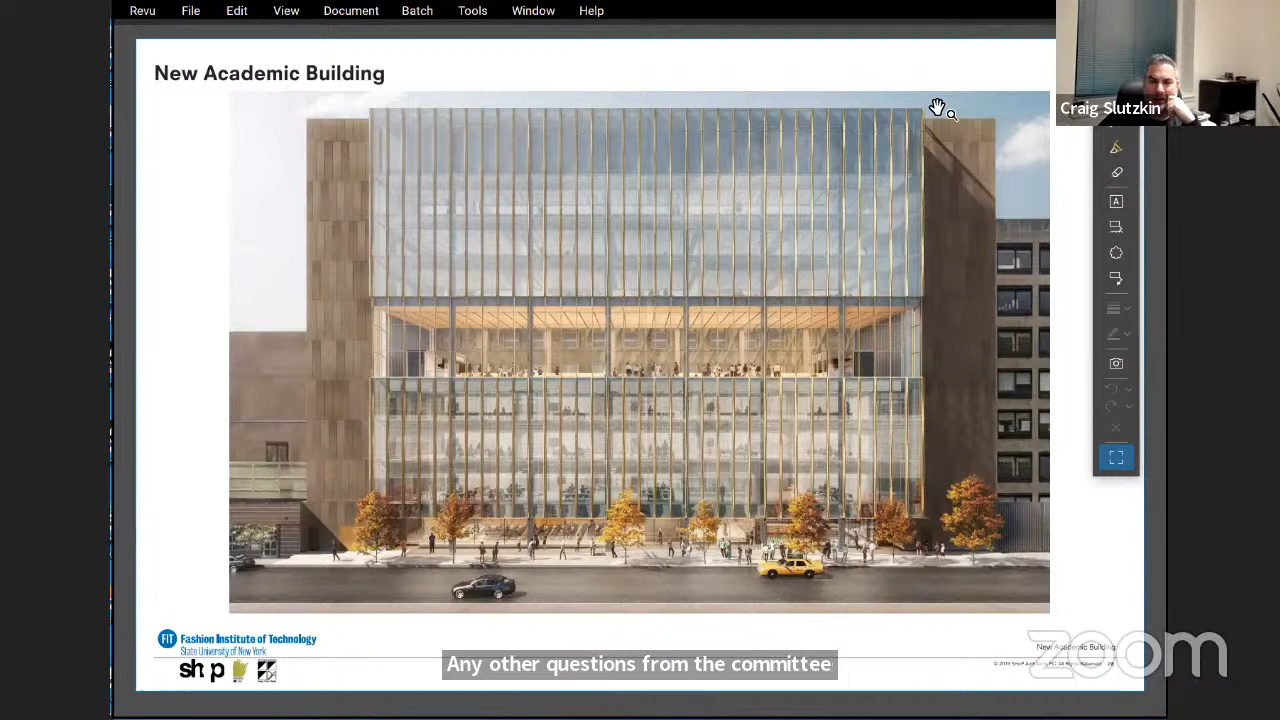 Revu File Edit View Document Batch Tools Window Help
New Academic Building
Craig Slutzkin
A
FIT Fashion Institute of Technology
State University of New York
sh p
New Academic Building
Any other questions from the committee
zoom